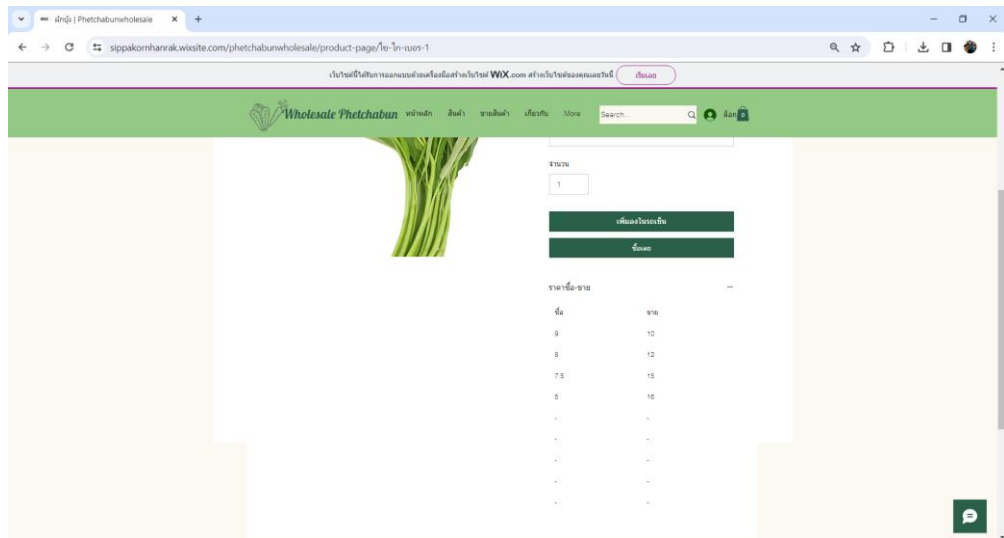 ผักบุ้ง | Phetchabunwholesale
sippakornhanrak.wixsite.com/phetchabunwholesale/product-page/ใย-ไก-เบอร-1
เว็บไซต์นี้ได้รับการออกแบบด้วยเครื่องมือสร้างเว็บไซต์ WiX.com สร้างเว็บไซต์ของคุณเลยวันนี้ เริ่มเลย
Wholesale Phetchabun หน้าหลัก สินค้า ขายสินค้า เกี่ยวกับ More Search... ล็อก 0
จำนวน
1
เพิ่มลงในรถเข็น
ซื้อเลย
ราคาซื้อ-ขาย −
ซื้อ ขาย
9 10
8 12
7.5 15
5 16
- -
- -
- -
- -
- -